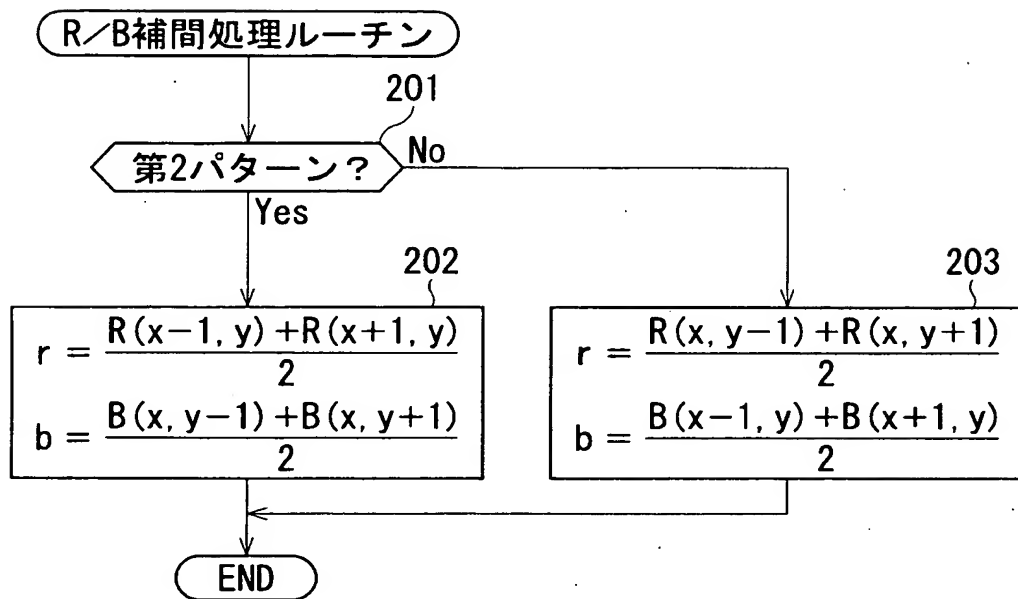 R/B補間処理ルーチン
201
第2パターン?
No
Yes
202
r = R(x-1, y)+R(x+1, y) / 2
b = B(x, y-1)+B(x, y+1) / 2
203
r = R(x, y-1)+R(x, y+1) / 2
b = B(x-1, y)+B(x+1, y) / 2
END